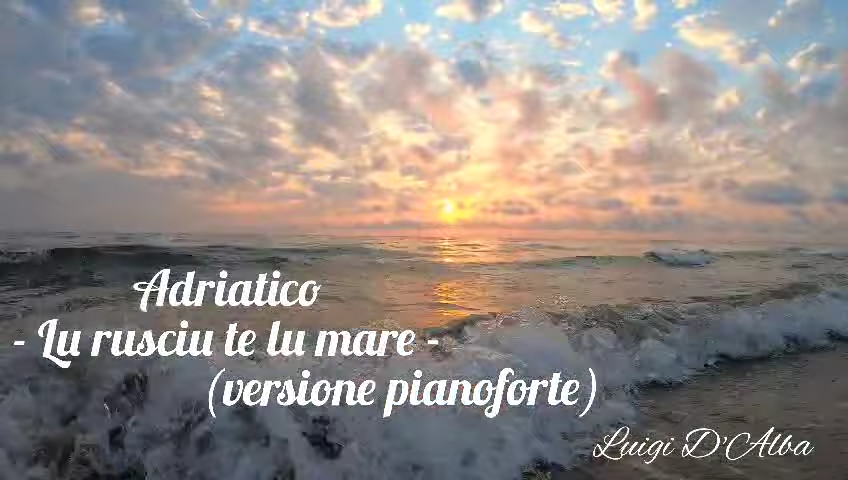 Adriatico
- Lu rusciu te lu mare -
(versione pianoforte)
Luigi D'Alba